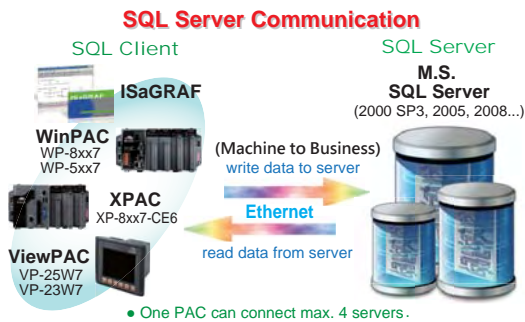 SQL Server Communication
SQL Client
SQL Server
ISaGRAF
M.S.
SQL Server
(2000 SP3, 2005, 2008...)
WinPAC
WP-8xx7
WP-5xx7
(Machine to Business)
write data to server
XPAC
XP-8xx7-CE6
Ethernet
read data from server
ViewPAC
VP-25W7
VP-23W7
● One PAC can connect max. 4 servers.